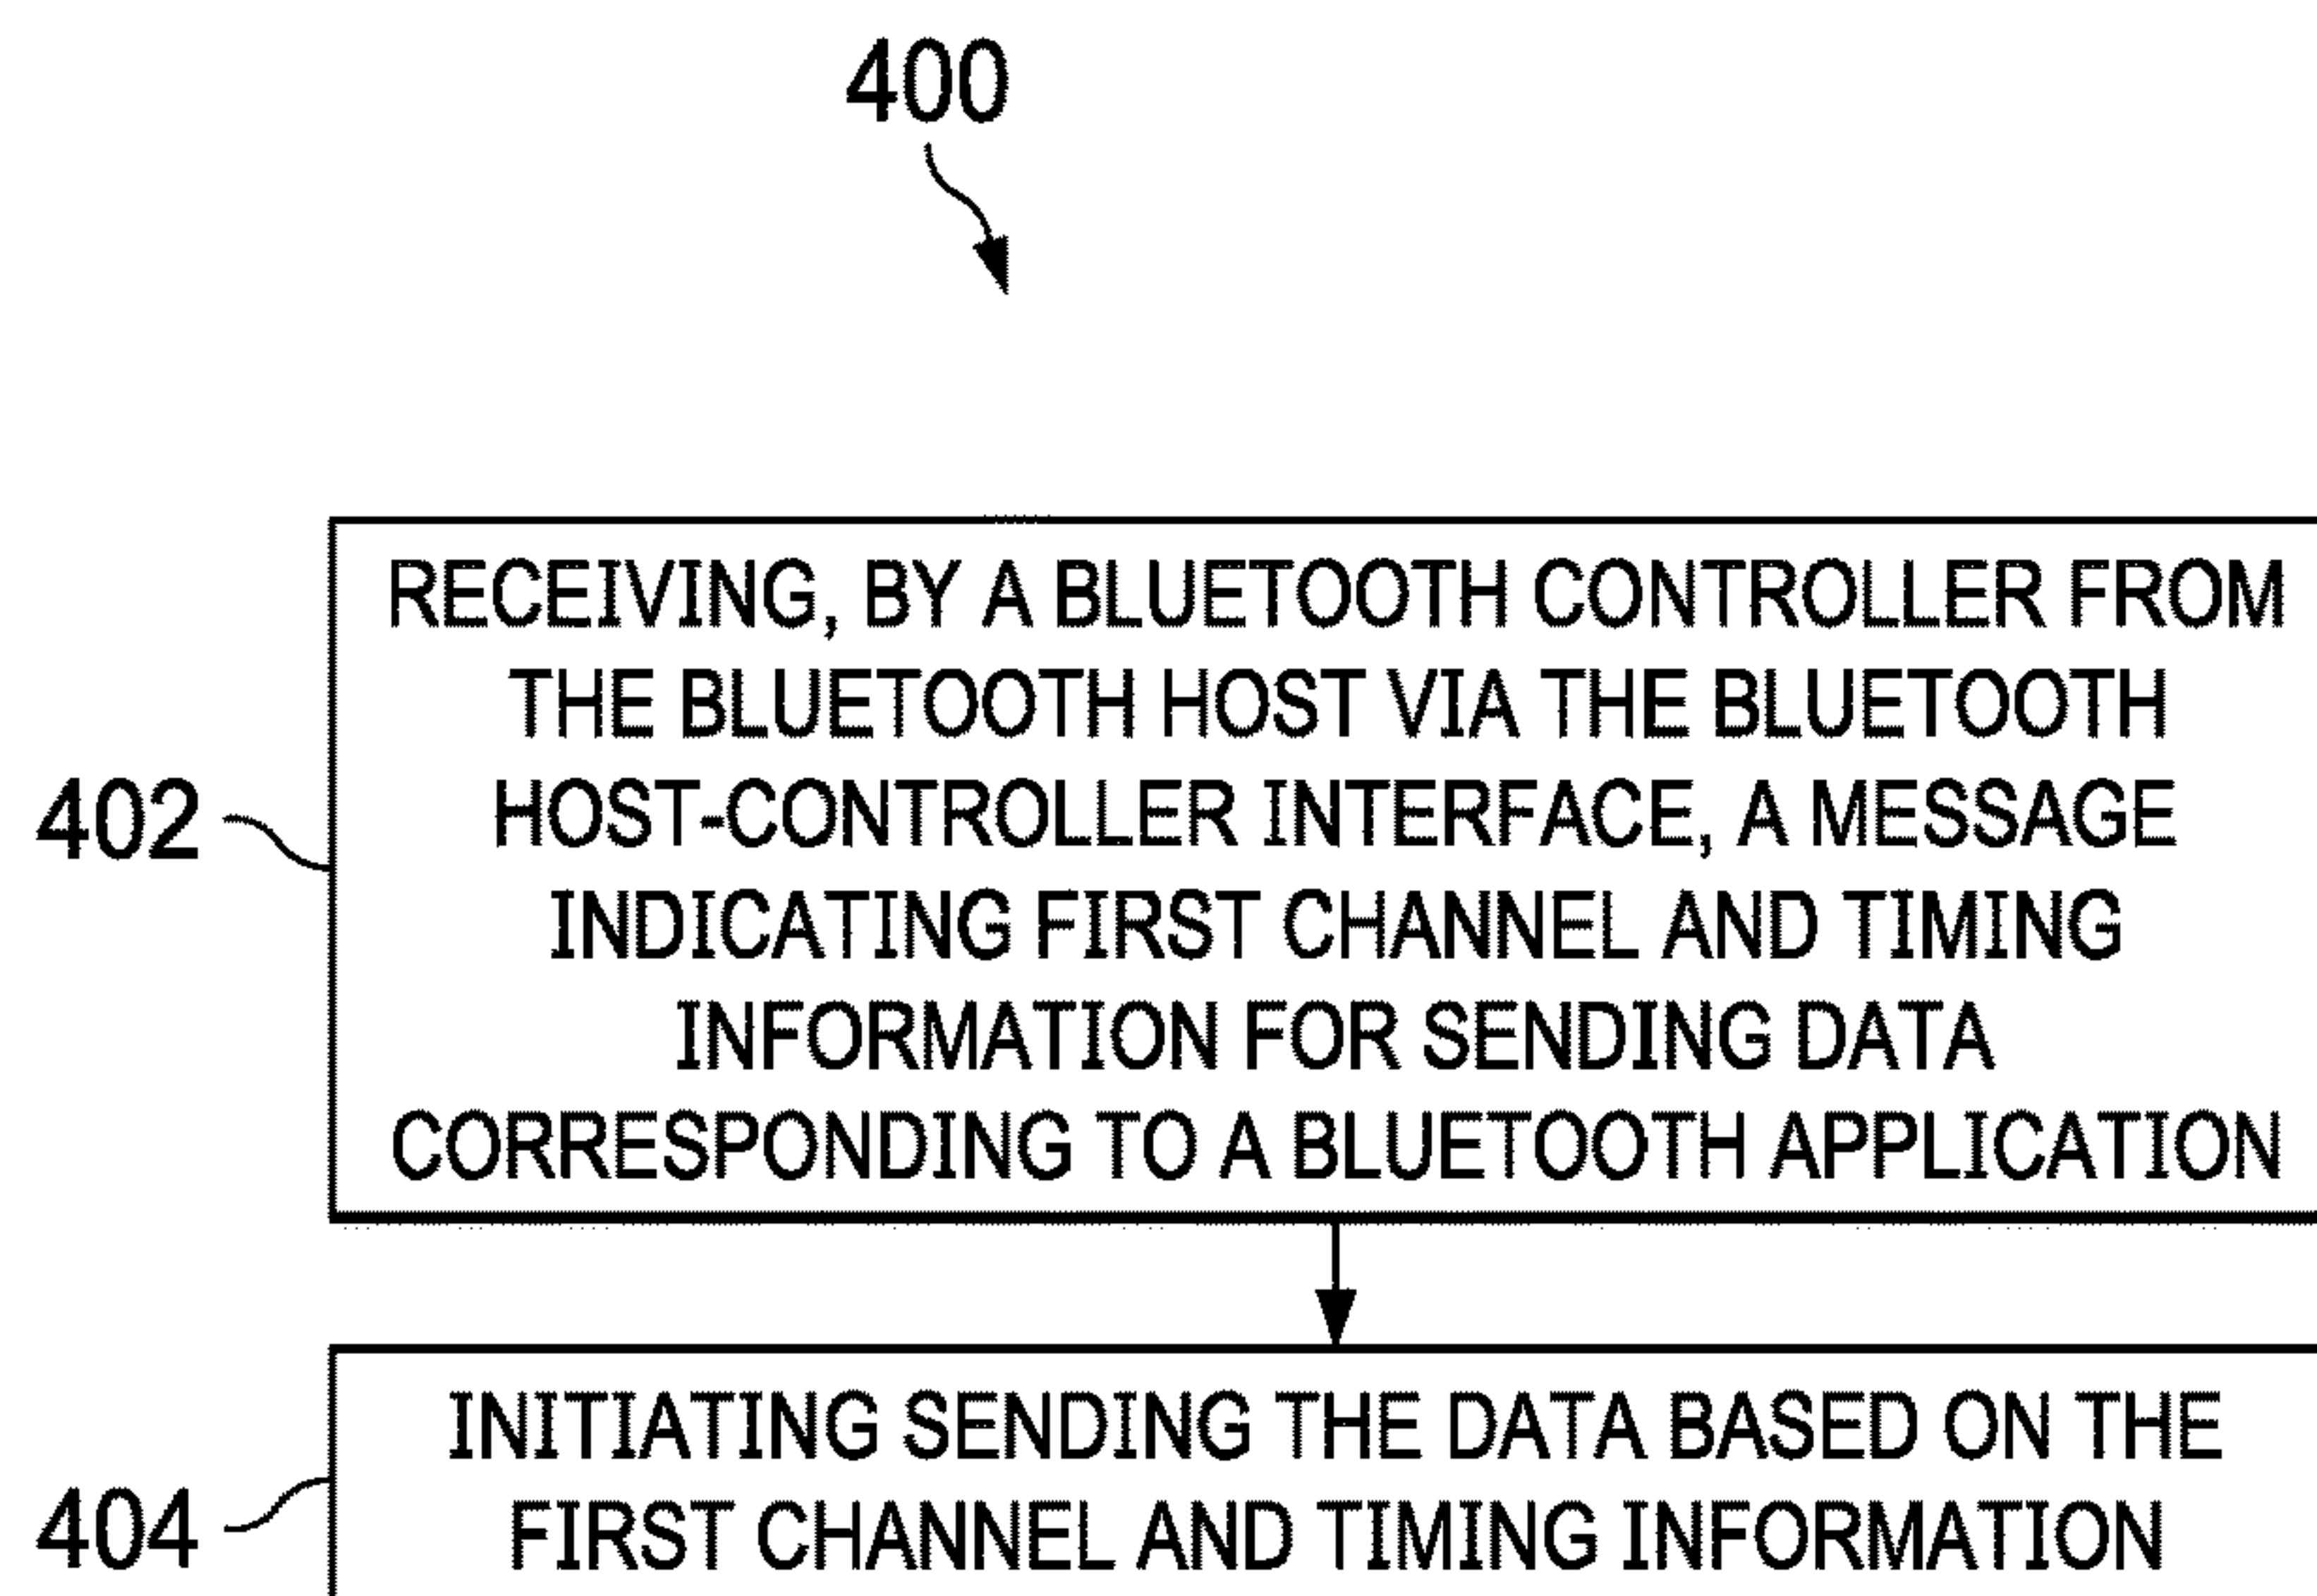 400
RECEIVING, BY A BLUETOOTH CONTROLLER FROM
THE BLUETOOTH HOST VIA THE BLUETOOTH
HOST-CONTROLLER INTERFACE, A MESSAGE
INDICATING FIRST CHANNEL AND TIMING
INFORMATION FOR SENDING DATA
CORRESPONDING TO A BLUETOOTH APPLICATION
402
INITIATING SENDING THE DATA BASED ON THE
FIRST CHANNEL AND TIMING INFORMATION
404